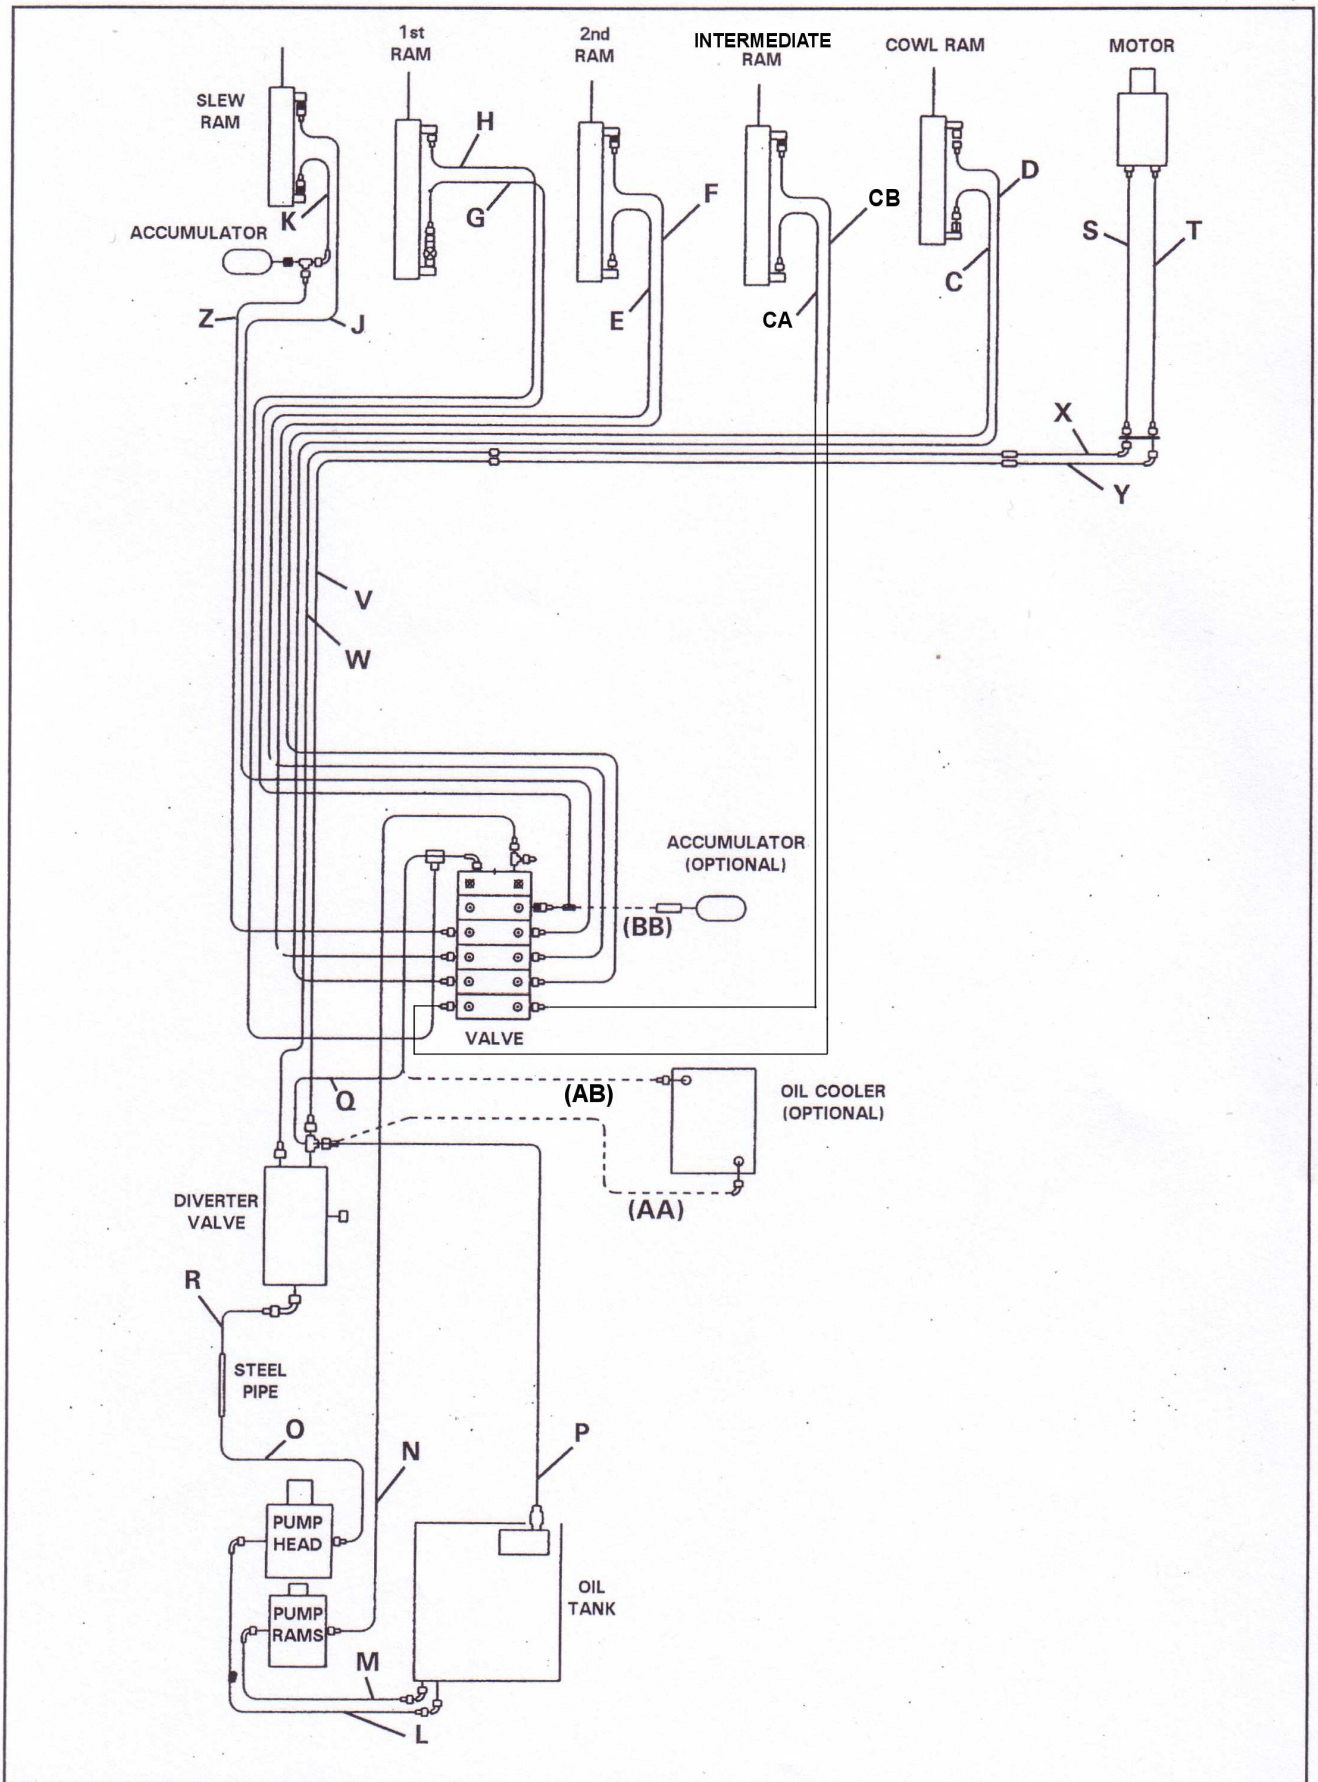 1st
RAM
2nd
RAM
INTERMEDIATE
RAM
COWL RAM
MOTOR
SLEW
RAM
H
D
K
G
F
CB
S
T
ACCUMULATOR
C
Z
J
E
CA
X
Y
V
W
ACCUMULATOR
(OPTIONAL)
(BB)
VALVE
Q
(AB)
OIL COOLER
(OPTIONAL)
DIVERTER
VALVE
(AA)
R
STEEL
PIPE
O
N
P
PUMP
HEAD
OIL
TANK
PUMP
RAMS
M
L